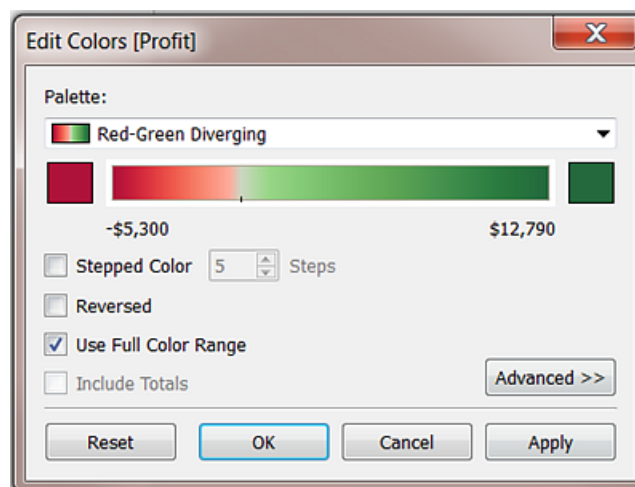 Edit Colors [Profit]
X
Palette:
Red-Green Diverging
-$5,300 $12,790
Stepped Color 5 Steps
Reversed
Use Full Color Range
Include Totals Advanced >>
Reset OK Cancel Apply